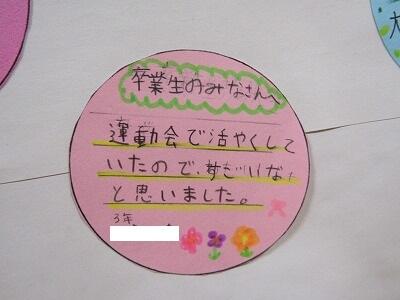 卒業生のみなさんへ
運動会で活やくして
いたので、すごいな、
と思いました。
3年
大